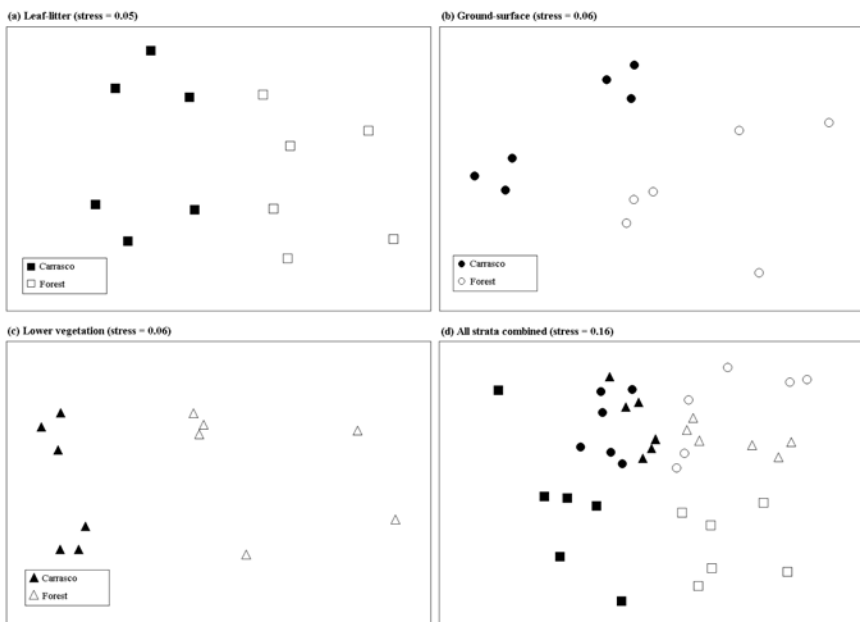 (a) Leaf-litter (stress = 0.05)
Carrasco
Forest
(b) Ground-surface (stress = 0.06)
Carrasco
Forest
(c) Lower vegetation (stress = 0.06)
Carrasco
Forest
(d) All strata combined (stress = 0.16)